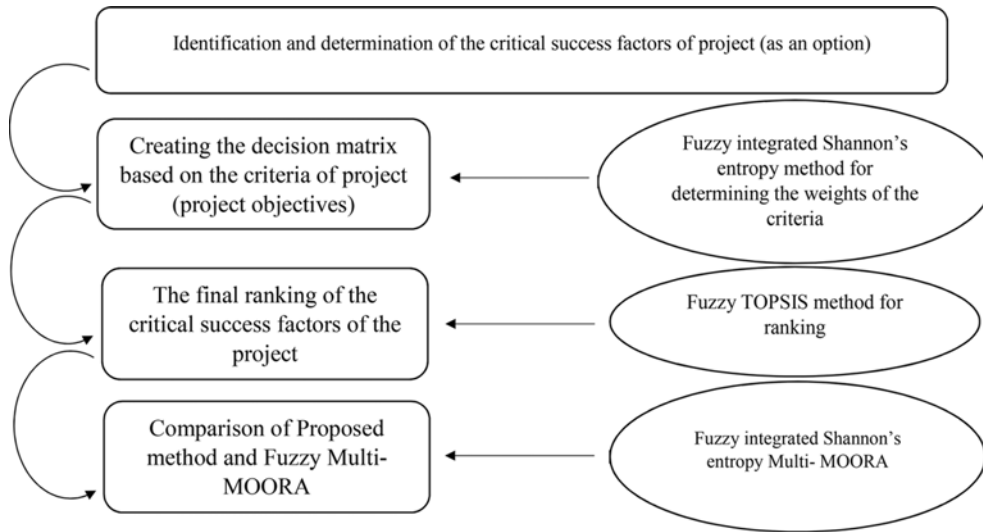 Identification and determination of the critical success factors of project (as an option)
Creating the decision matrix
based on the criteria of project
(project objectives)
Fuzzy integrated Shannon's
entropy method for
determining the weights of the
criteria
The final ranking of the
critical success factors of the
project
Fuzzy TOPSIS method for
ranking
Comparison of Proposed
method and Fuzzy Multi-
MOORA
Fuzzy integrated Shannon's
entropy Multi- MOORA